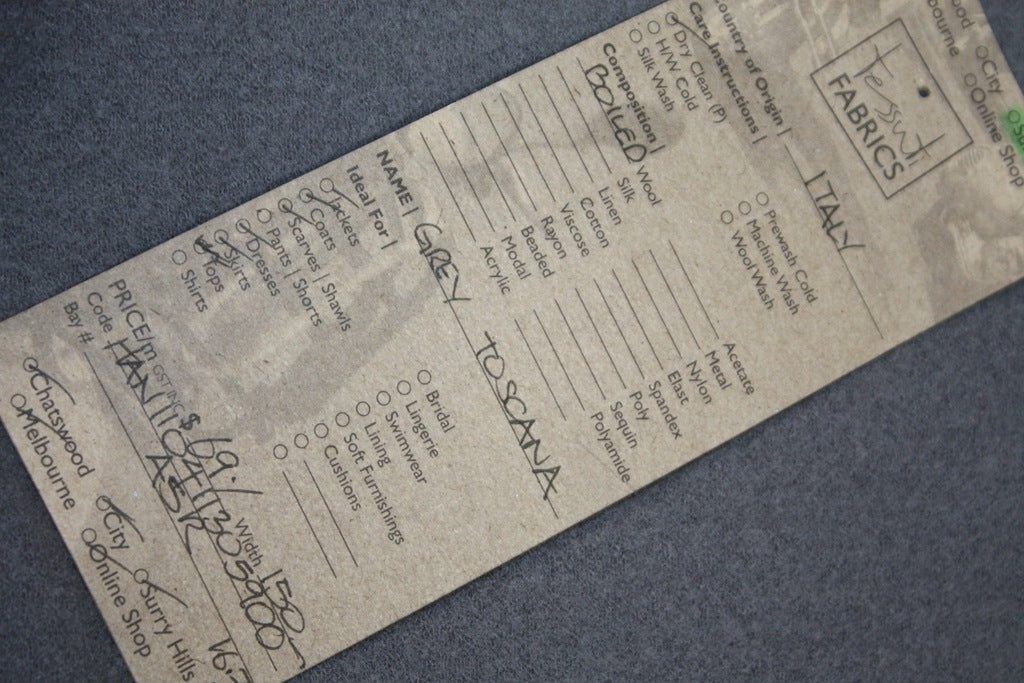 City
Online Shop
tessuti
FABRICS
Country of Origin | ITALY
Care Instructions |
Dry Clean (P)
H/W Cold
Silk Wash
Prewash Cold
Machine Wash
Wool Wash
Composition |
BOILED Wool
Silk
Linen
Cotton
Viscose
Rayon
Beaded
Modal
Acrylic
Acetate
Metal
Nylon
Elast
Spandex
Poly
Sequin
Polyamide
NAME | GREY TOSCANA
Ideal For |
Jackets
Coats
Scarves | Shawls
Pants | Shorts
Dresses
Skirts
Tops
Shirts
Bridal
Lingerie
Swimwear
Lining
Soft Furnishings
Cushions
PRICE/m GST INC $ 69. Width 150
Code HANTI10411305900
Bay # ASR
Chatswood
City
Surry Hills
Melbourne
Online Shop